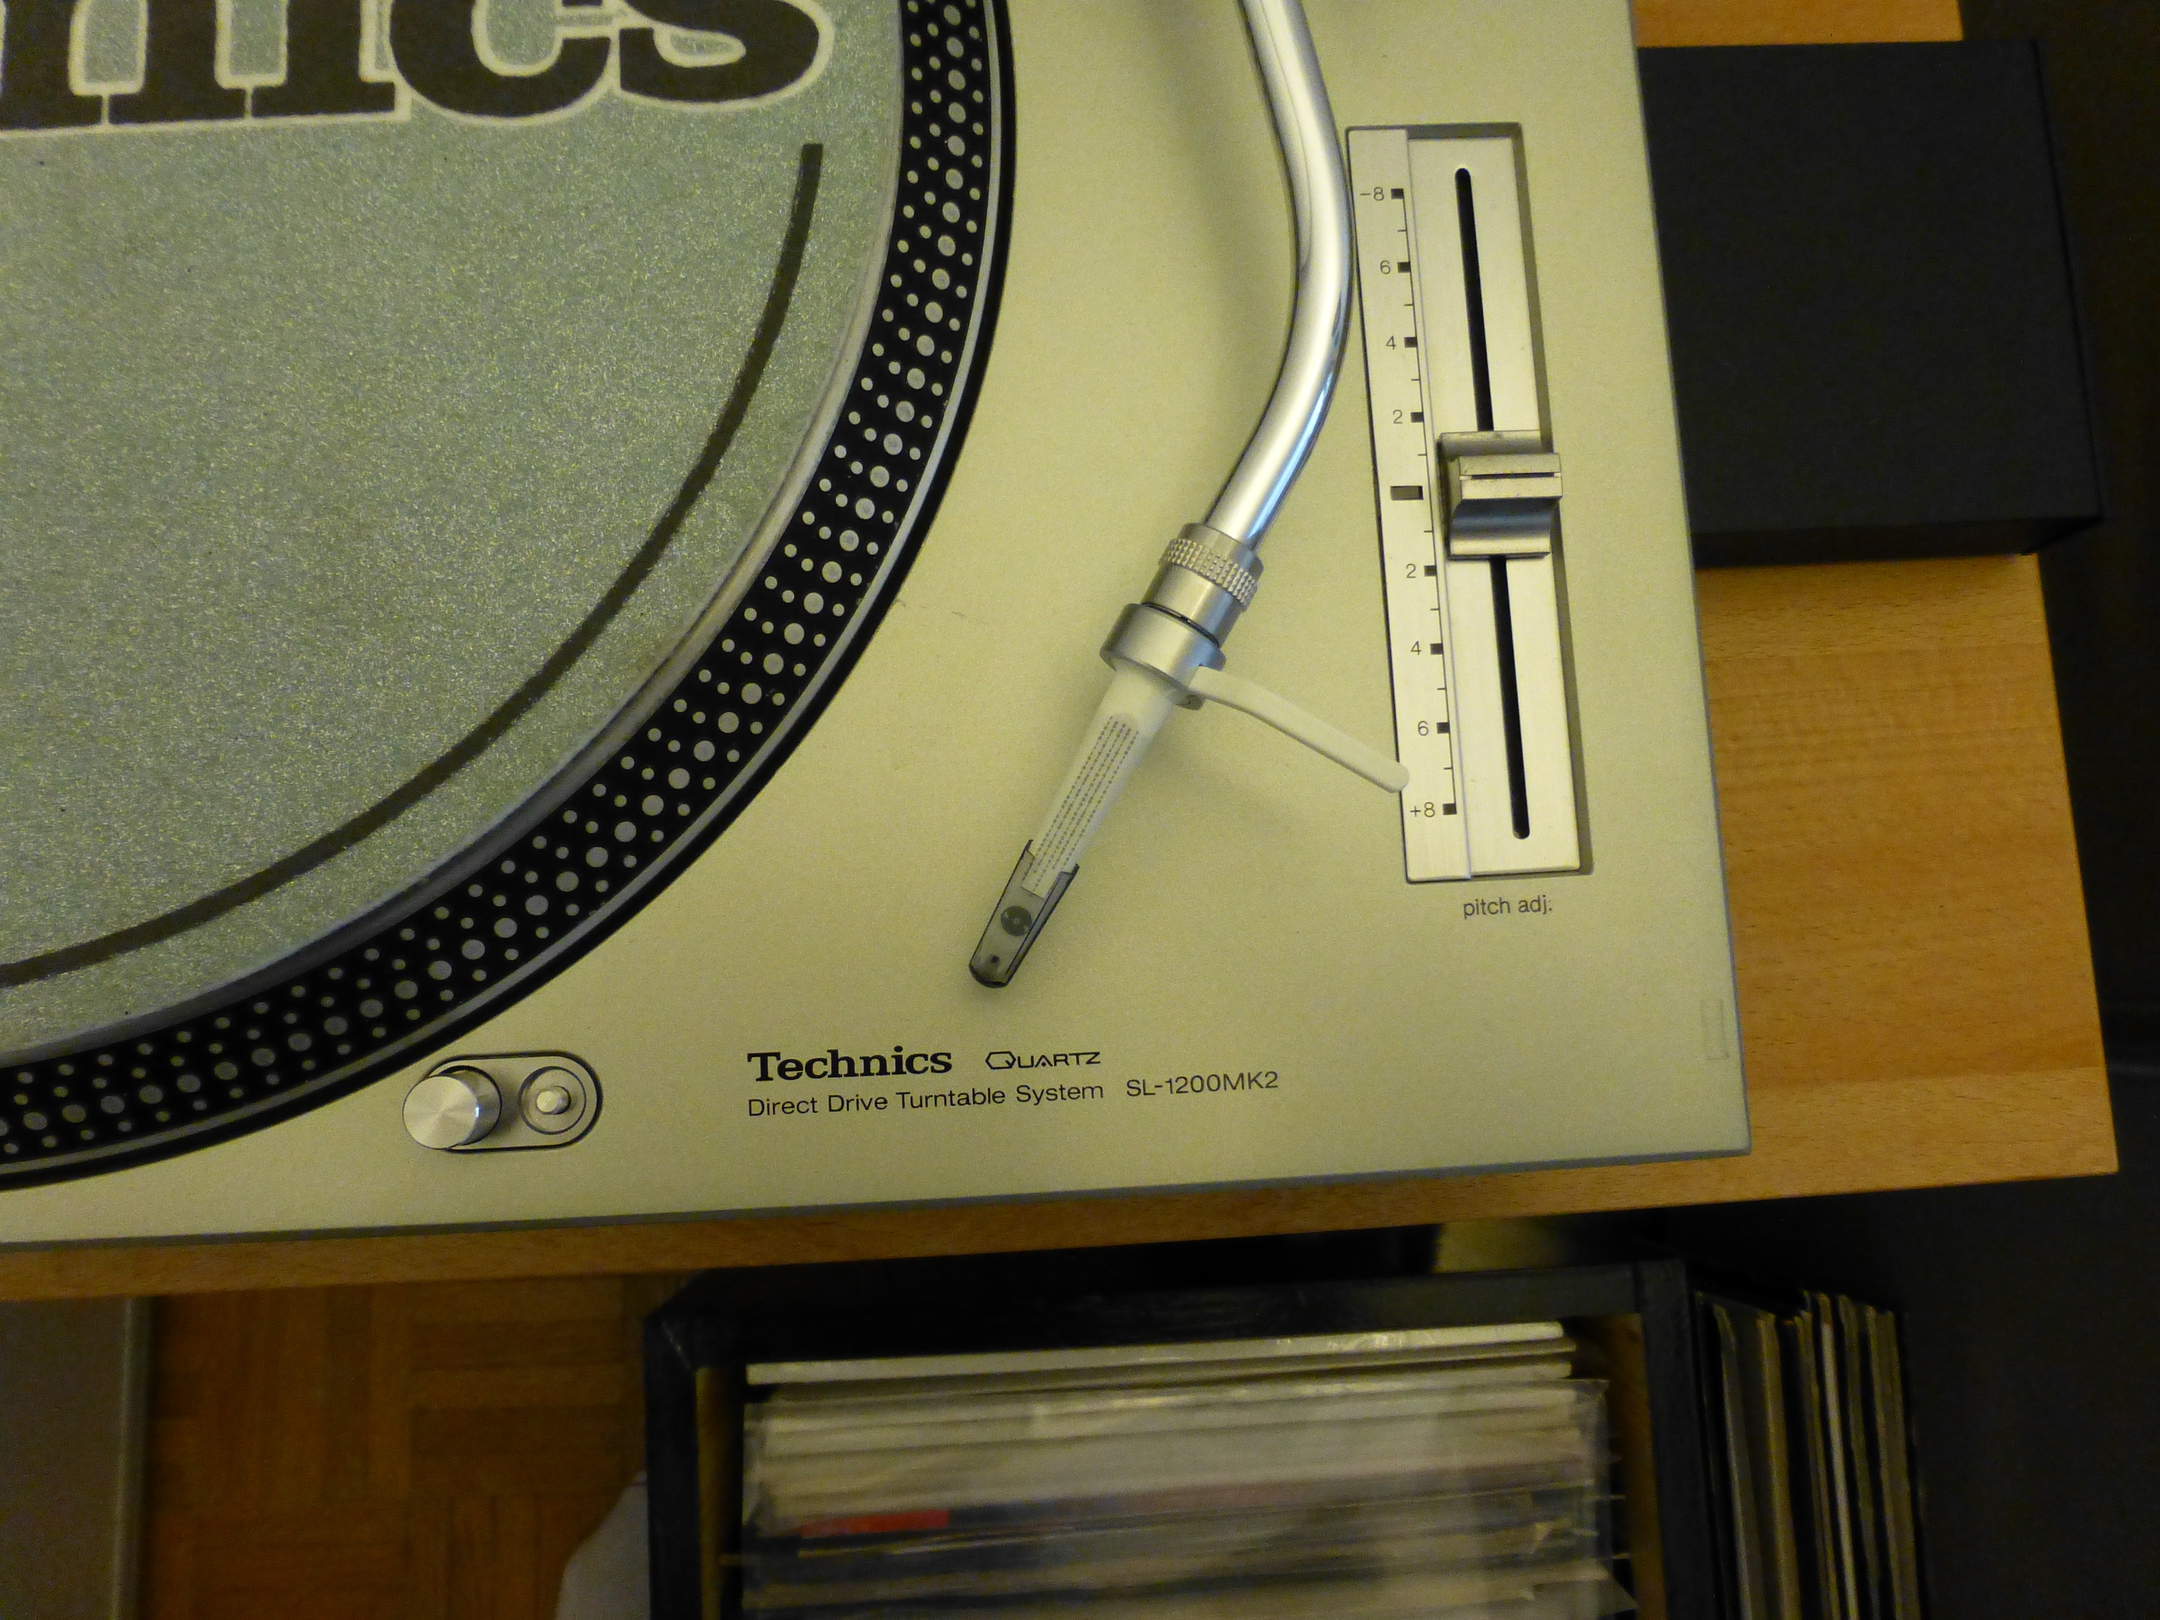 nics
-8
6
4
2
2
4
6
+8
pitch adj.
Technics QUARTZ
Direct Drive Turntable System SL-1200MK2